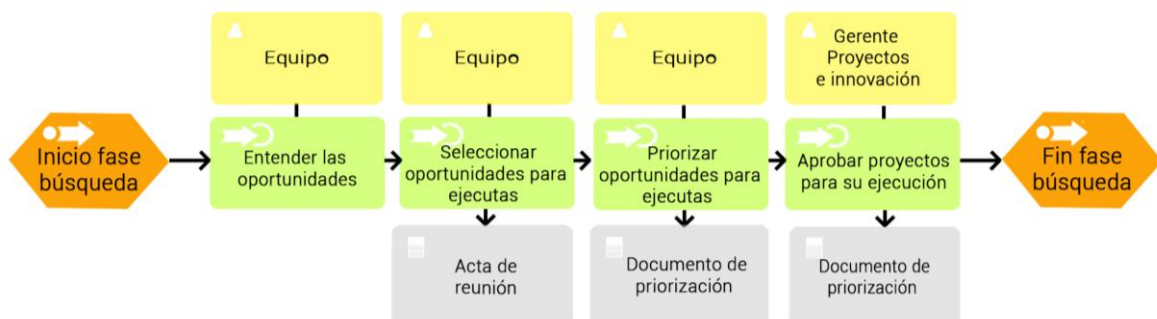 Equipo
Equipo
Equipo
Gerente
Proyectos
e innovación
Inicio fase
búsqueda
Entender las
oportunidades
Seleccionar
oportunidades para
ejecutas
Priorizar
oportunidades para
ejecutas
Aprobar proyectos
para su ejecución
Fin fase
búsqueda
Acta de
reunión
Documento de
priorización
Documento de
priorización